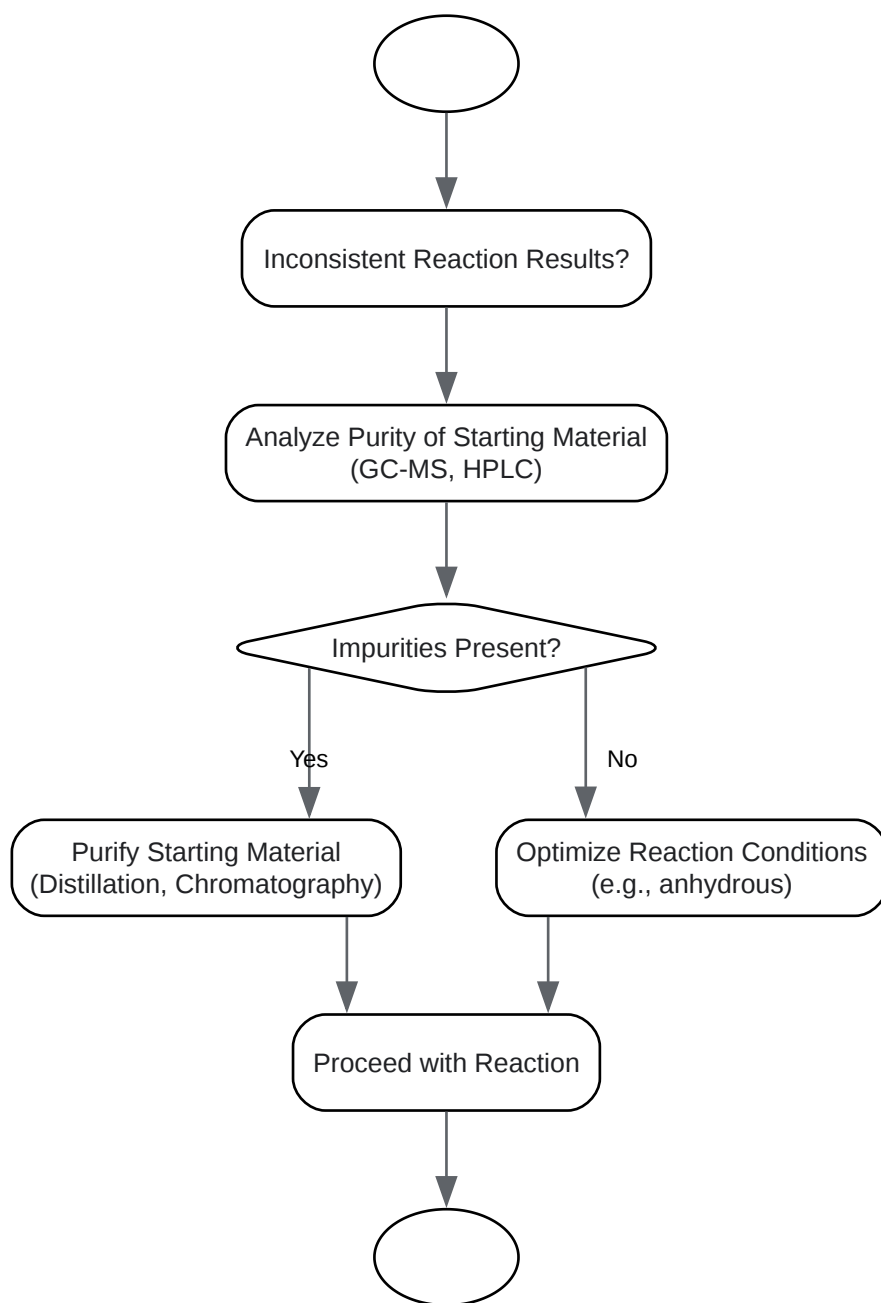 Inconsistent Reaction Results?
Analyze Purity of Starting Material
(GC-MS, HPLC)
Impurities Present?
Yes
No
Purify Starting Material
(Distillation, Chromatography)
Optimize Reaction Conditions
(e.g., anhydrous)
Proceed with Reaction